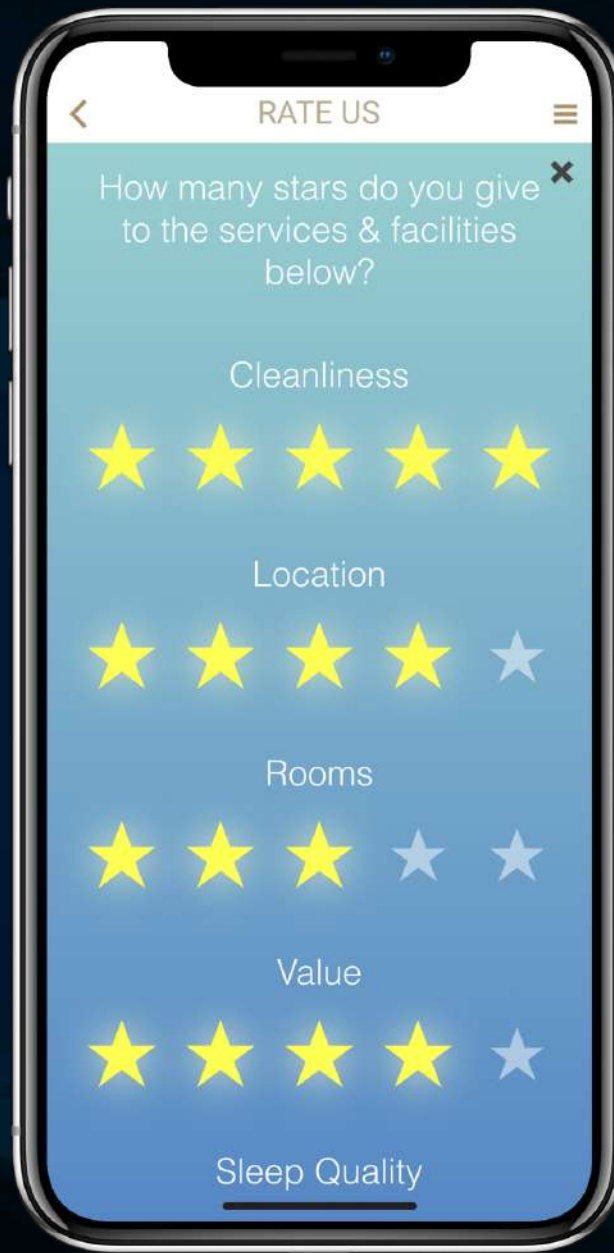 RATE US
How many stars do you give
to the services & facilities
below?
Cleanliness
Location
Rooms
Value
Sleep Quality